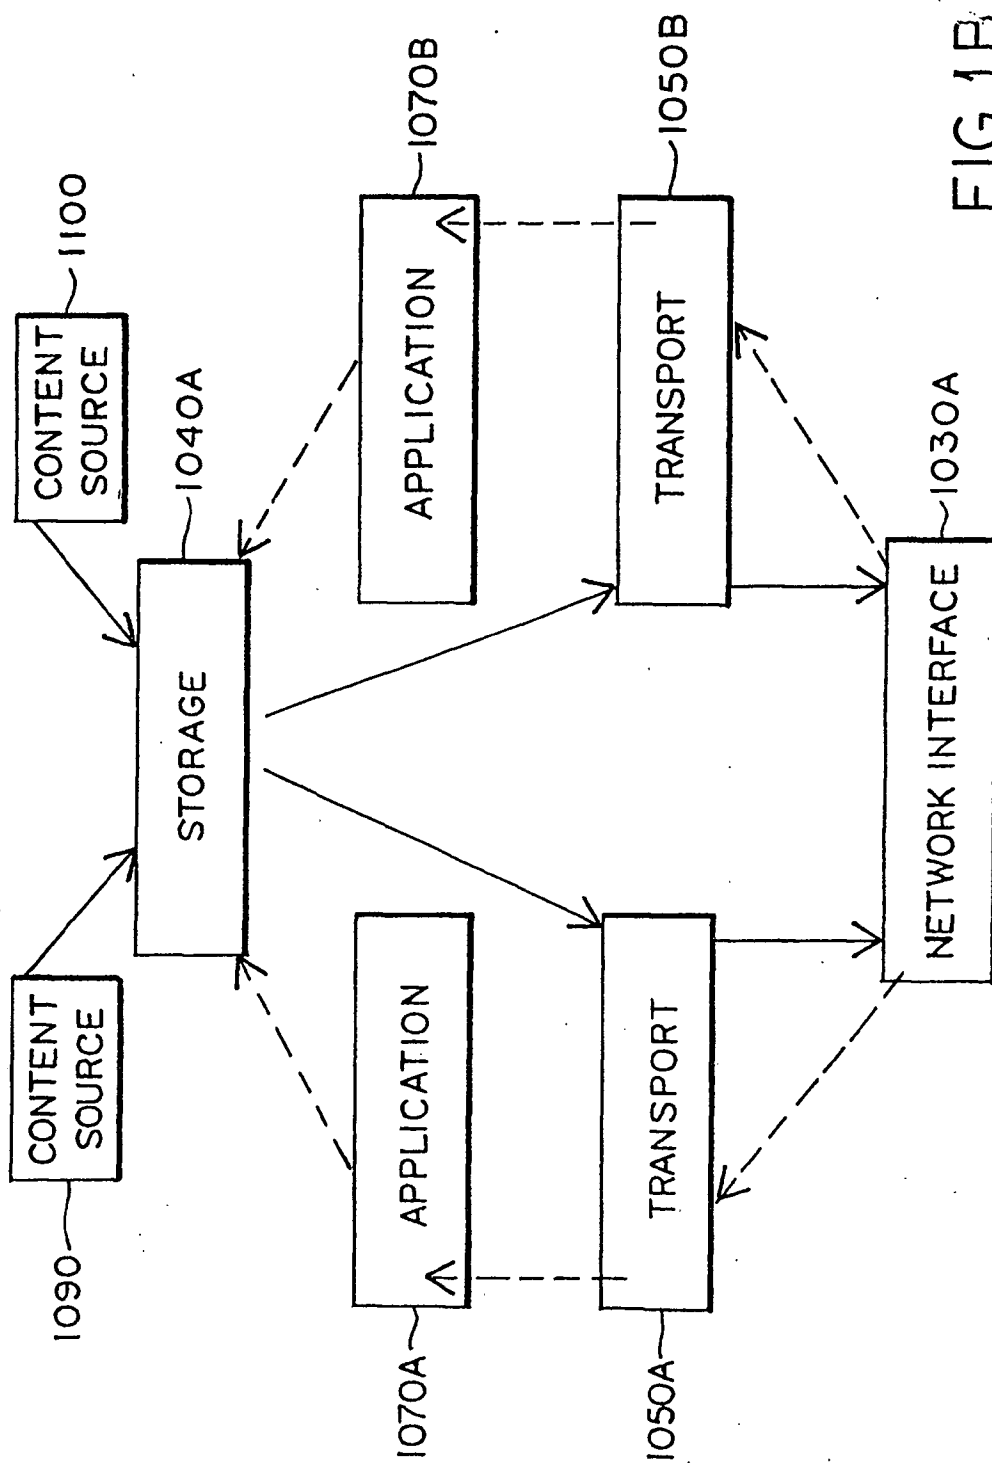 1090
CONTENT
SOURCE
CONTENT
SOURCE
1100
STORAGE
1040A
1070A
APPLICATION
APPLICATION
1070B
1050A
TRANSPORT
TRANSPORT
1050B
NETWORK INTERFACE
1030A
FIG 1B